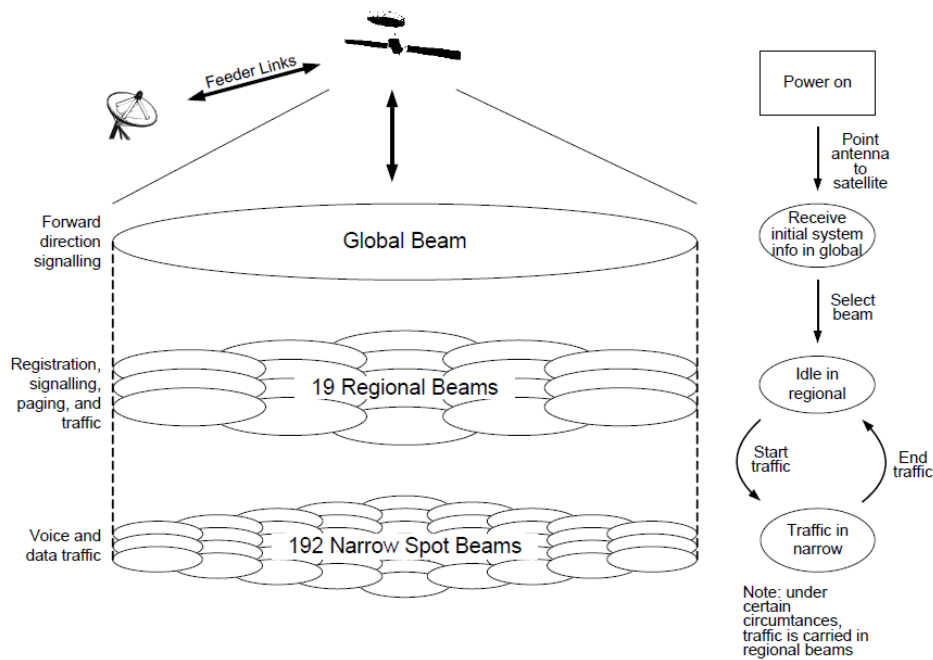 Feeder Links
Forward
direction
signalling
Global Beam
Registration,
signalling,
paging, and
traffic
19 Regional Beams
Voice and
data traffic
192 Narrow Spot Beams
Power on
Point
antenna
to
satellite
Receive
initial system
info in global
Select
beam
Idle in
regional
Start
traffic
End
traffic
Traffic in
narrow
Note: under
certain
circumtances,
traffic is carried in
regional beams